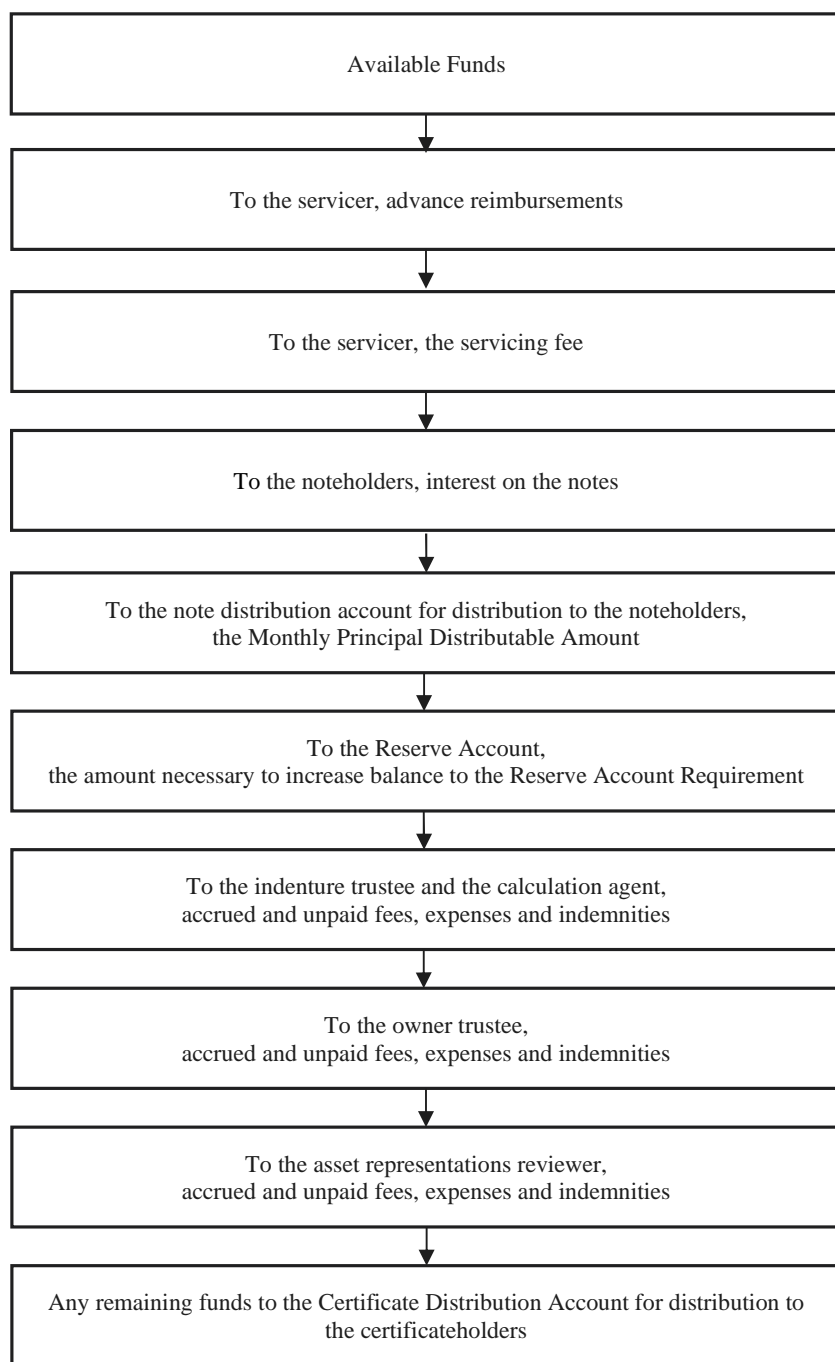 Available Funds
To the servicer, advance reimbursements
To the servicer, the servicing fee
To the noteholders, interest on the notes
To the note distribution account for distribution to the noteholders,
the Monthly Principal Distributable Amount
To the Reserve Account,
the amount necessary to increase balance to the Reserve Account Requirement
To the indenture trustee and the calculation agent,
accrued and unpaid fees, expenses and indemnities
To the owner trustee,
accrued and unpaid fees, expenses and indemnities
To the asset representations reviewer,
accrued and unpaid fees, expenses and indemnities
Any remaining funds to the Certificate Distribution Account for distribution to
the certificateholders